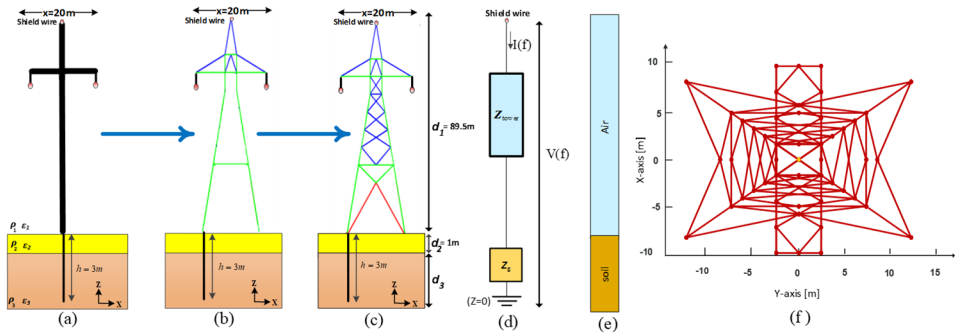 x=20m
Shield wire
ρ1 ε1
ρ2 ε2
h = 3m
ρ3 ε3
Z
X
(a)
x=20m
Shield wire
h = 3m
Z
X
(b)
x=20m
Shield wire
d1= 89.5m
d2= 1m
d3
h = 3m
Z
X
(c)
Shield wire
I(f)
Ztower
V(f)
Zg
(Z=0)
(d)
Air
soil
(e)
X-axis [m]
10
5
0
-5
-10
-10
-5
0
5
10
15
Y-axis [m]
(f)